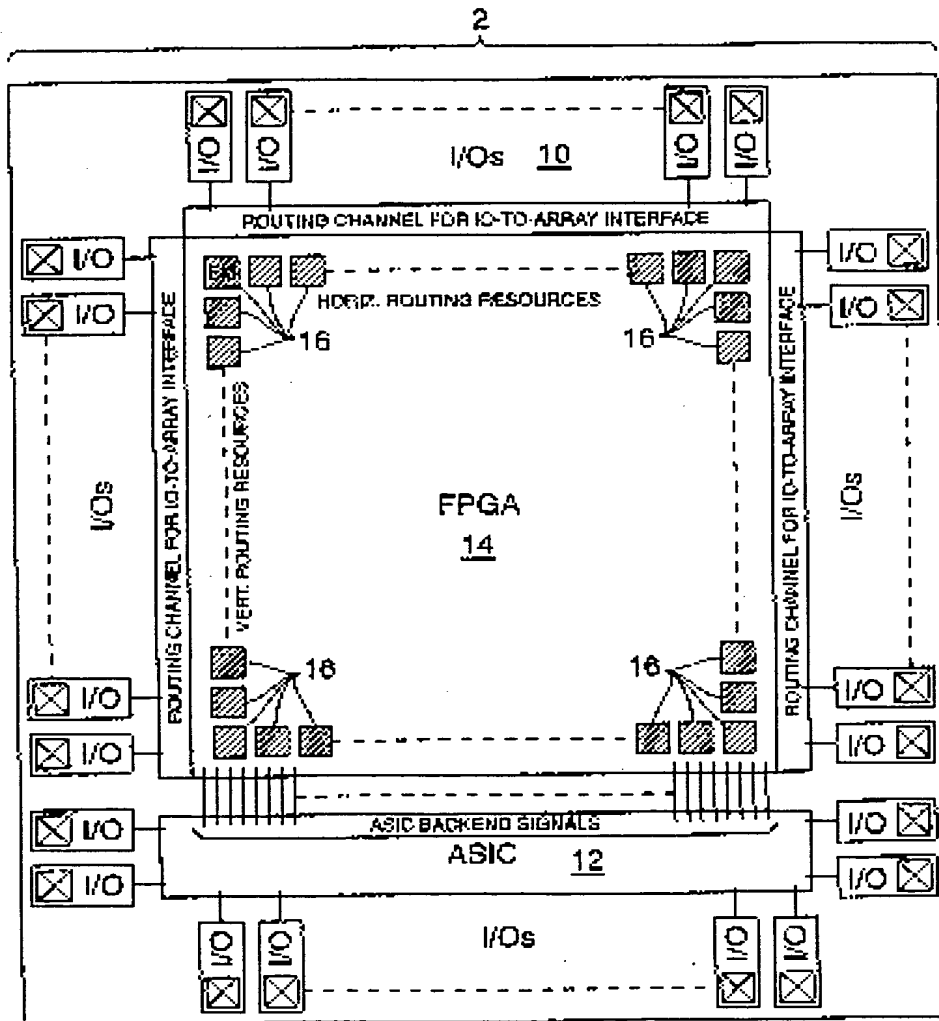 2
I/O I/O I/O I/O
I/Os 10
ROUTING CHANNEL FOR IO-TO-ARRAY INTERFACE
I/O I/O
I/O I/O
HORIZ. ROUTING RESOURCES
16 16
ROUTING CHANNEL FOR IO-TO-ARRAY INTERFACE
VERT. ROUTING RESOURCES
ROUTING CHANNEL FOR IO-TO-ARRAY INTERFACE
I/Os
FPGA
14
I/Os
16 16
I/O I/O
I/O I/O
ASIC BACKEND SIGNALS
I/O I/O
ASIC 12
I/O I/O
I/Os
I/O I/O I/O I/O